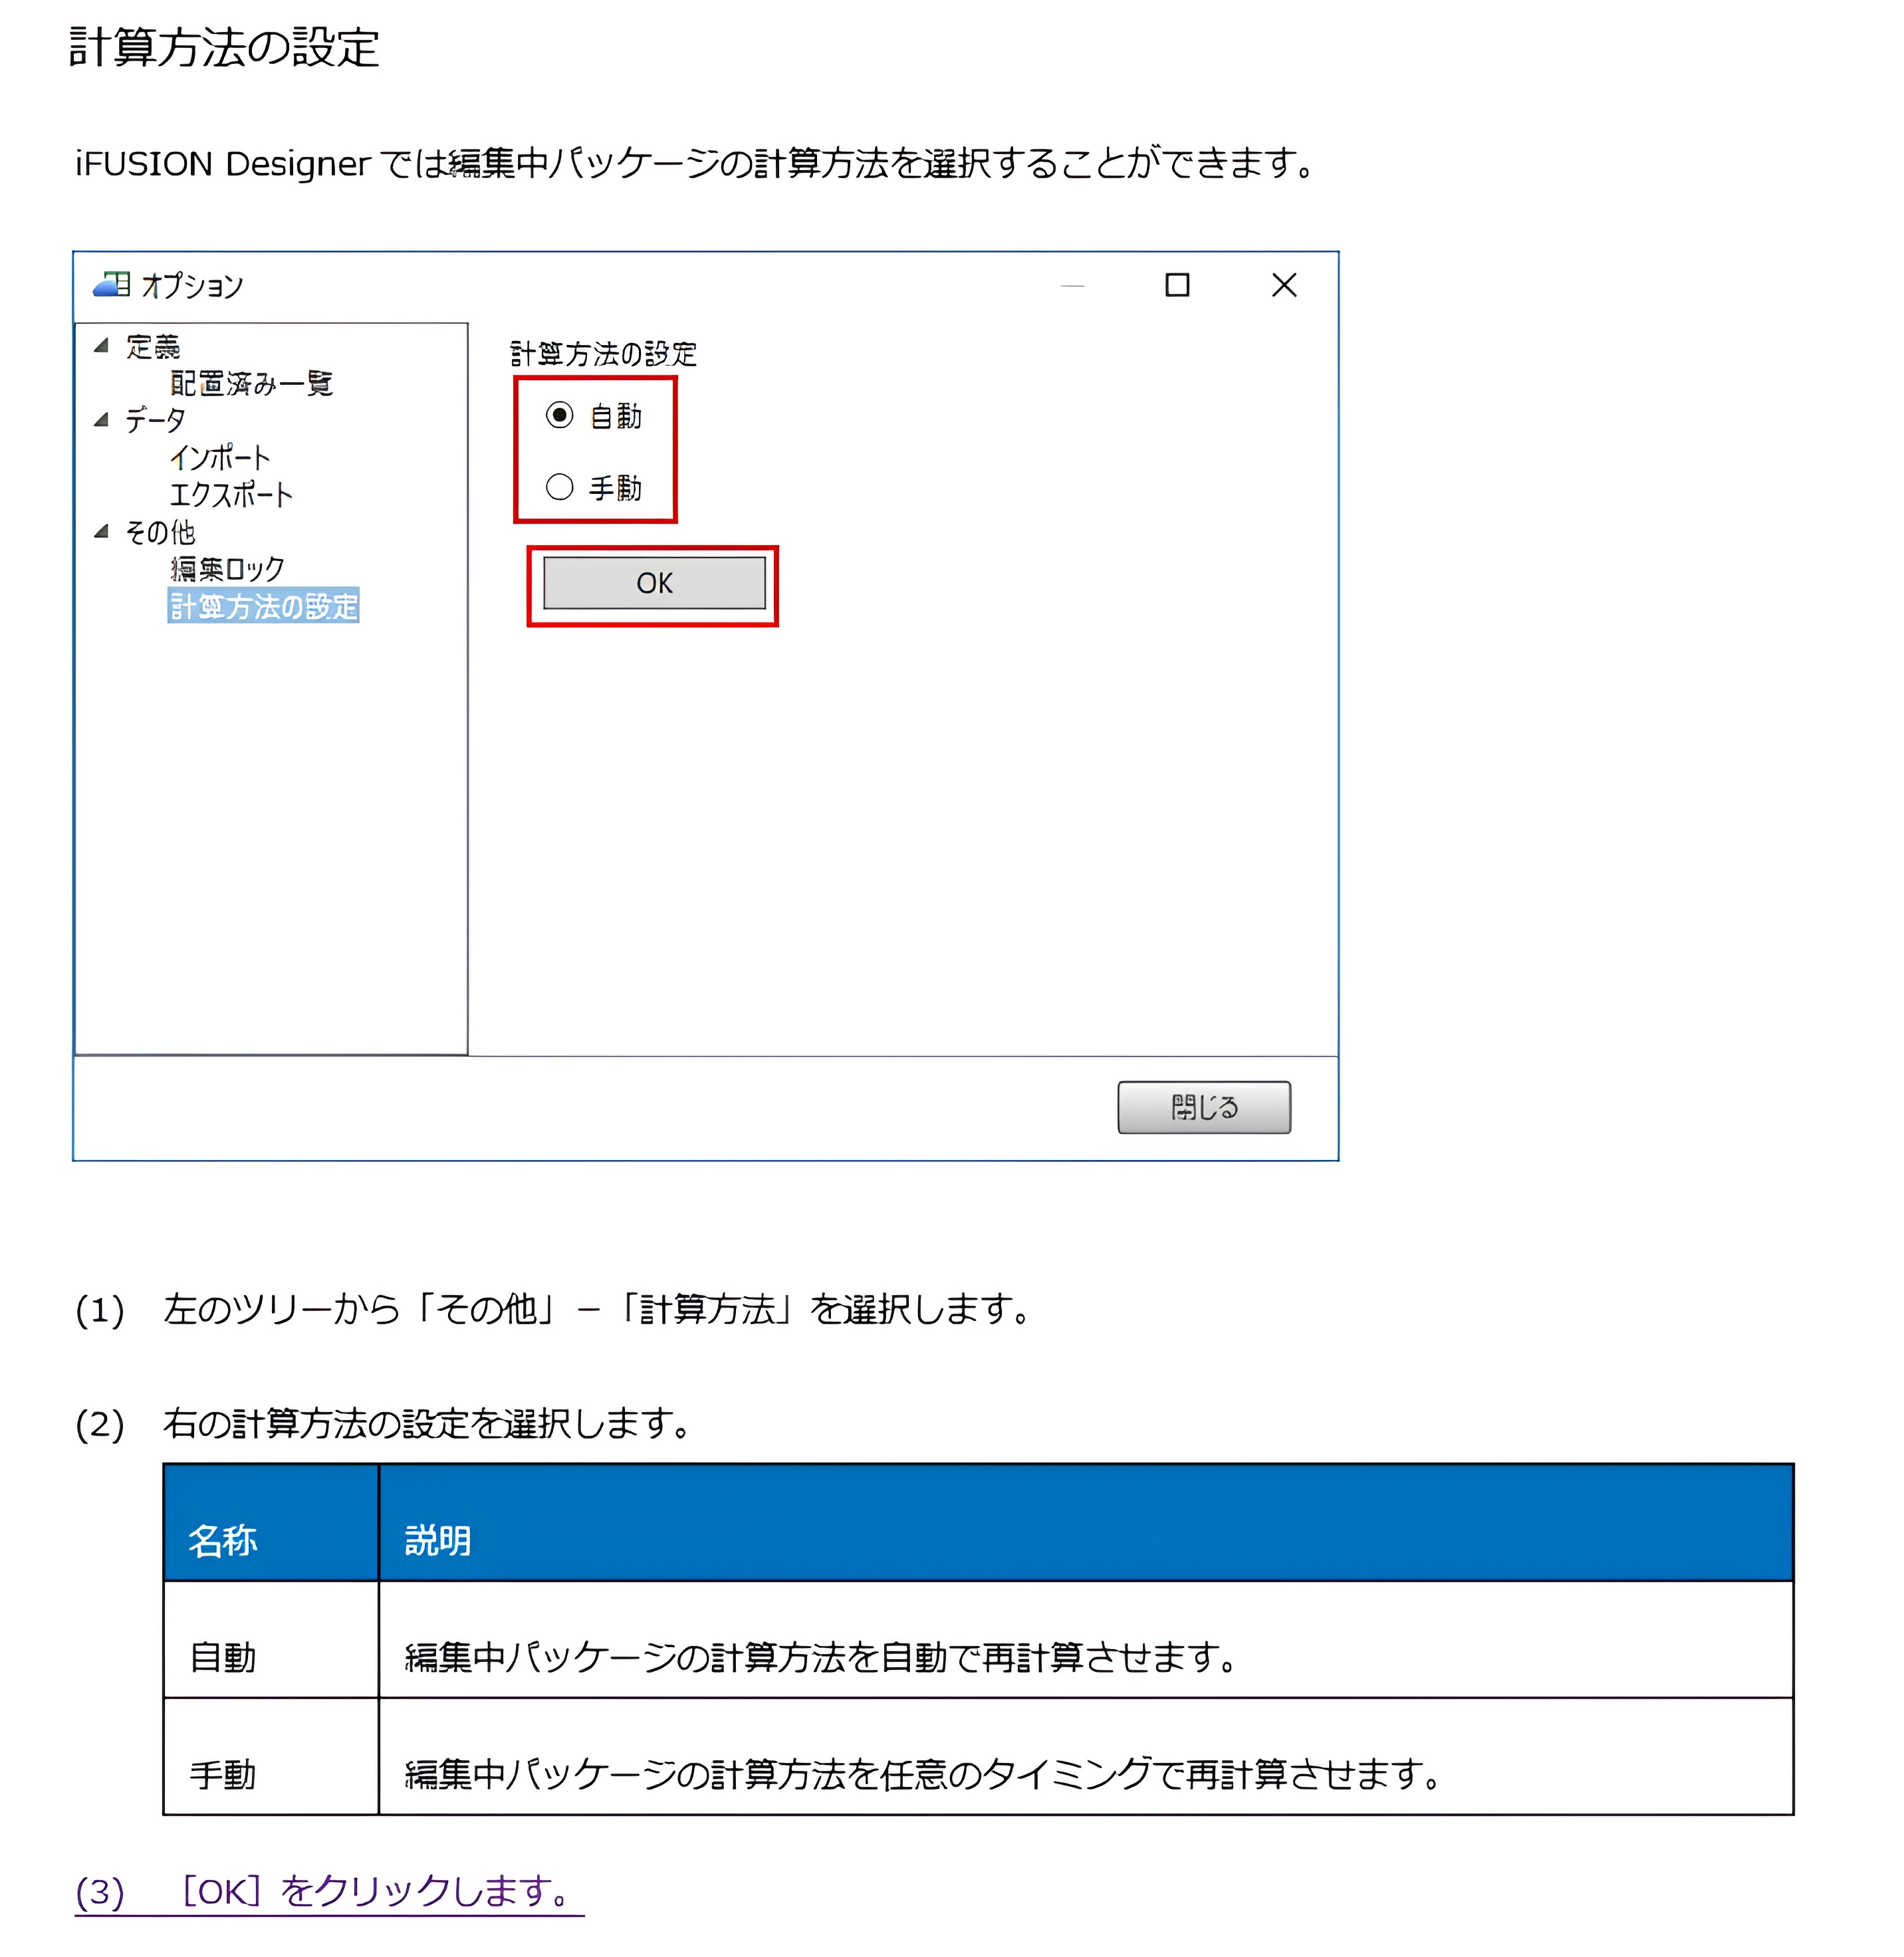 計算方法の設定
iFUSION Designer では編集中パッケージの計算方法を選択することができます。
オプション
定義
配置済み一覧
データ
インポート
エクスポート
その他
編集ロック
計算方法の設定
計算方法の設定
自動
手動
OK
閉じる
(1) 左のツリーから「その他」－「計算方法」を選択します。
(2) 右の計算方法の設定を選択します。
名称 説明
自動 編集中パッケージの計算方法を自動で再計算させます。
手動 編集中パッケージの計算方法を任意のタイミングで再計算させます。
(3) ［OK］をクリックします。